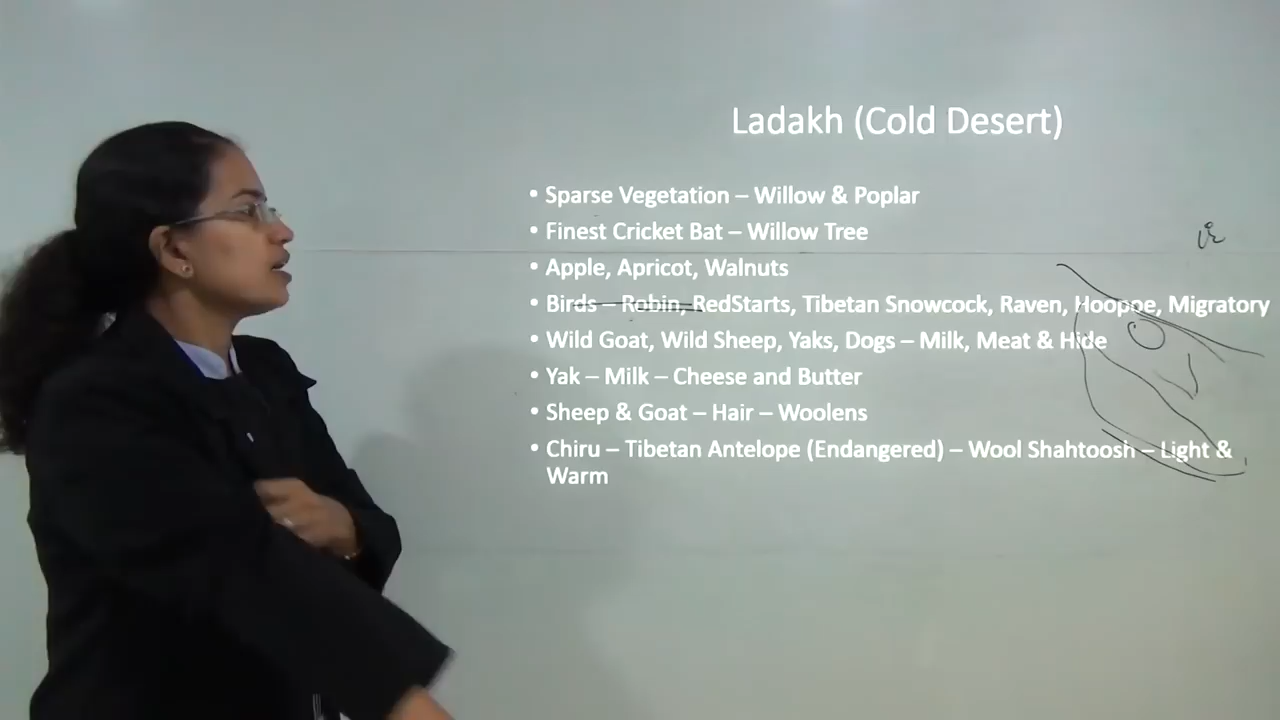 Ladakh (Cold Desert)
• Sparse Vegetation – Willow & Poplar
• Finest Cricket Bat – Willow Tree
• Apple, Apricot, Walnuts
• Birds – Robin, RedStarts, Tibetan Snowcock, Raven, Hoopoe, Migratory
• Wild Goat, Wild Sheep, Yaks, Dogs – Milk, Meat & Hide
• Yak – Milk – Cheese and Butter
• Sheep & Goat – Hair – Woolens
• Chiru – Tibetan Antelope (Endangered) – Wool Shahtoosh – Light &
Warm